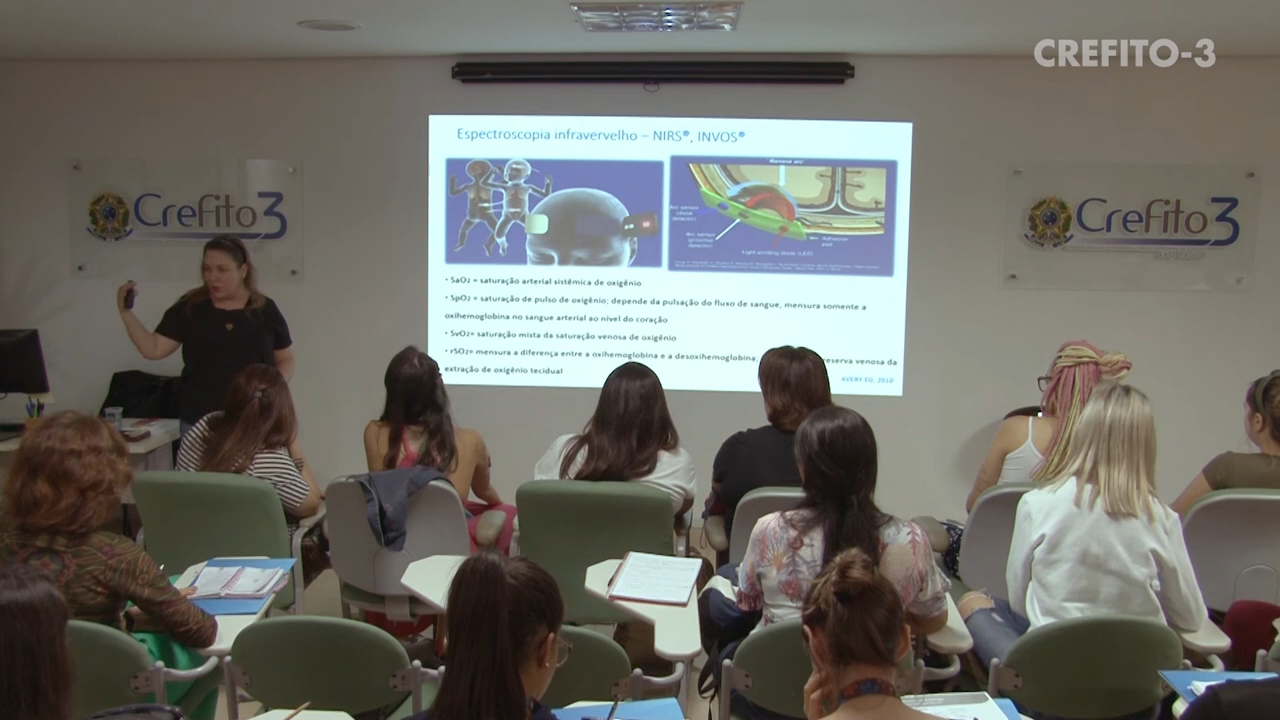 CREFITO-3
Espectroscopia infravervelho – NIRS®, INVOS®
Light emitting diode (LED)
• SaO2 = saturação arterial sistêmica de oxigênio
• SpO2 = saturação de pulso de oxigênio; depende da pulsação do fluxo de sangue, mensura somente a
oxihemoglobina no sangue arterial ao nível do coração
• SvO2= saturação mista da saturação venosa de oxigênio
• rSO2= mensura a diferença entre a oxihemoglobina e a desoxihemoglobina, reserva venosa da
extração de oxigênio tecidual
AVERY EG, 2010
CreFito3
CreFito3